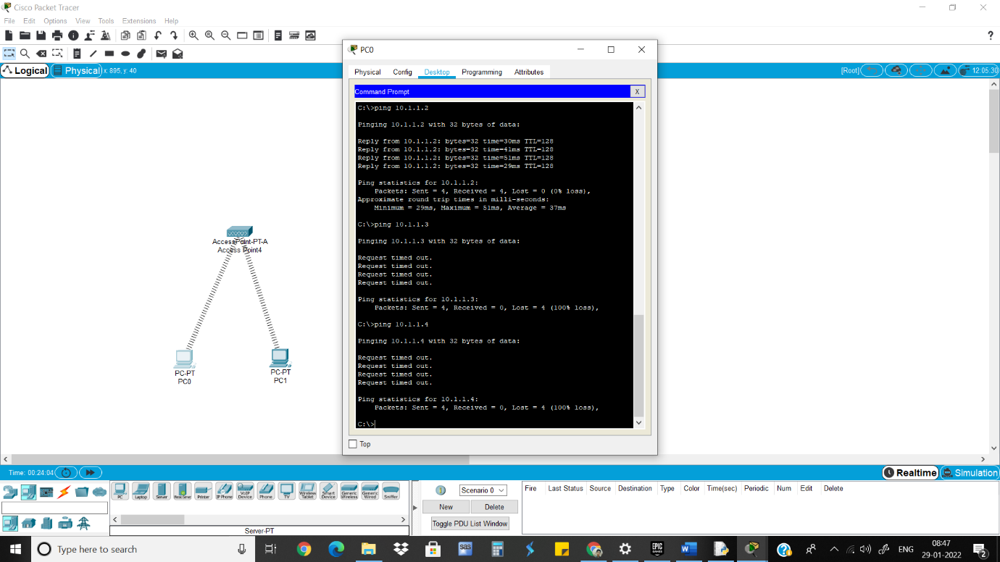 Cisco Packet Tracer
File Edit Options View Tools Extensions Help
?
Logical Physical x: 895, y: 40 [Root] 12:05:30
AccessPoint-PT-A
Access Point4
PC-PT
PC0
PC-PT
PC1
PC0
Physical Config Desktop Programming Attributes
Command Prompt X
C:\>ping 10.1.1.2
Pinging 10.1.1.2 with 32 bytes of data:
Reply from 10.1.1.2: bytes=32 time=30ms TTL=128
Reply from 10.1.1.2: bytes=32 time=41ms TTL=128
Reply from 10.1.1.2: bytes=32 time=51ms TTL=128
Reply from 10.1.1.2: bytes=32 time=29ms TTL=128
Ping statistics for 10.1.1.2:
Packets: Sent = 4, Received = 4, Lost = 0 (0% loss),
Approximate round trip times in milli-seconds:
Minimum = 29ms, Maximum = 51ms, Average = 37ms
C:\>ping 10.1.1.3
Pinging 10.1.1.3 with 32 bytes of data:
Request timed out.
Request timed out.
Request timed out.
Request timed out.
Ping statistics for 10.1.1.3:
Packets: Sent = 4, Received = 0, Lost = 4 (100% loss),
C:\>ping 10.1.1.4
Pinging 10.1.1.4 with 32 bytes of data:
Request timed out.
Request timed out.
Request timed out.
Request timed out.
Ping statistics for 10.1.1.4:
Packets: Sent = 4, Received = 0, Lost = 4 (100% loss),
C:\>
Top
Time: 00:24:04 Realtime Simulation
PC Laptop Server Printer IP Phone VoIP Device Phone TV Wireless Tablet Smart Device Generic Wireless Generic Wired Sniffer
Server-PT
Scenario 0
New Delete
Toggle PDU List Window
Fire Last Status Source Destination Type Color Time(sec) Periodic Num Edit Delete
Type here to search
sas
EPIC GAMES
W
ENG
08:47
29-01-2022
2